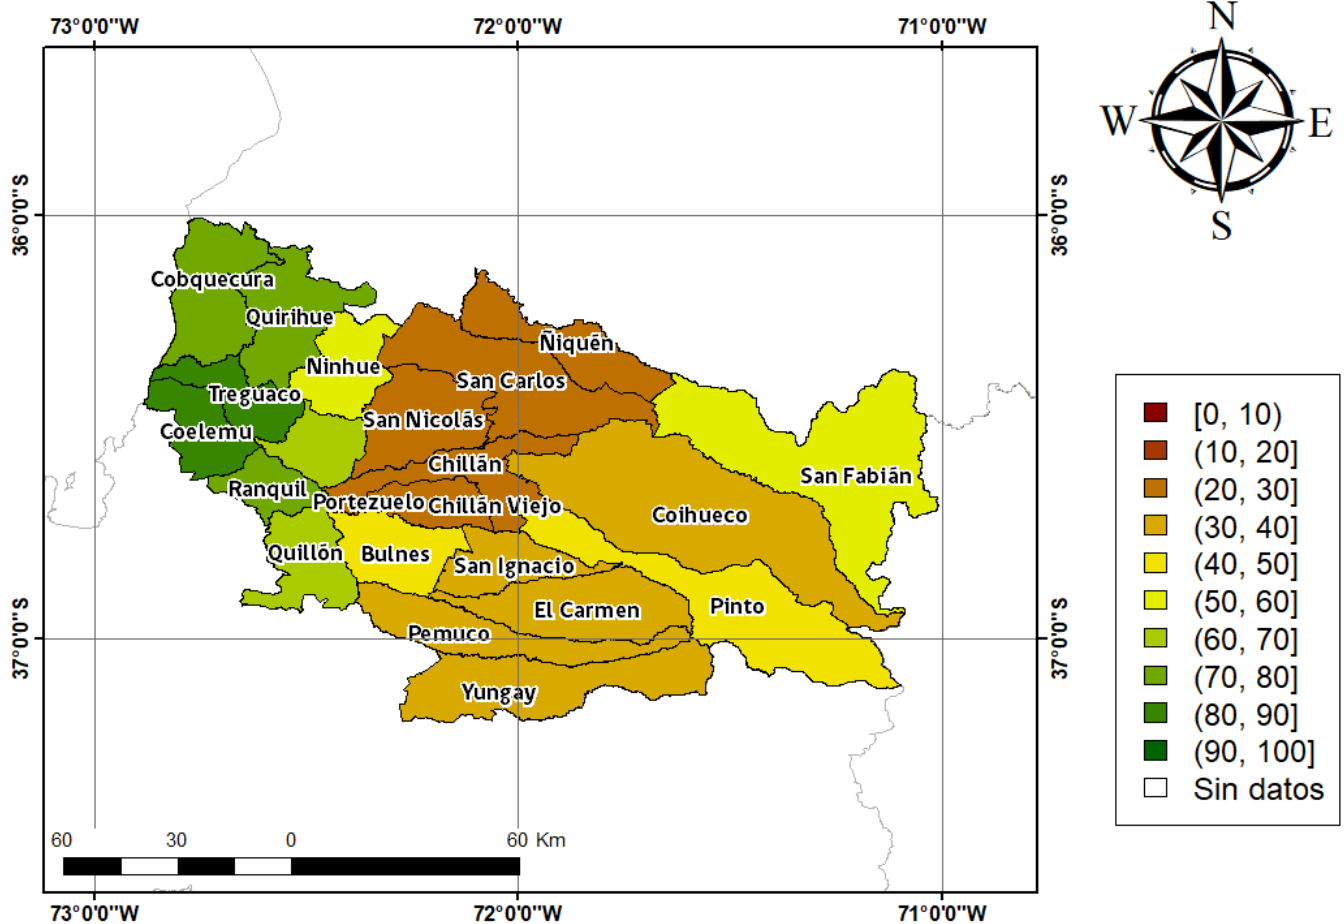 73°0'0"W 72°0'0"W 71°0'0"W
N
W E
S
36°0'0"S 36°0'0"S
Cobquecura
Quirihue
Ñiquén
Ninhue
San Carlos
Treguaco
San Nicolás
Coelemu
Chillán
San Fabián
Ranquil
Portezuelo
Chillán Viejo
Coihueco
Quillón
Bulnes
San Ignacio
El Carmen
Pinto
Pemuco
37°0'0"S 37°0'0"S
Yungay
[0, 10)
(10, 20]
(20, 30]
(30, 40]
(40, 50]
(50, 60]
(60, 70]
(70, 80]
(80, 90]
(90, 100]
Sin datos
60 30 0 60 Km
73°0'0"W 72°0'0"W 71°0'0"W